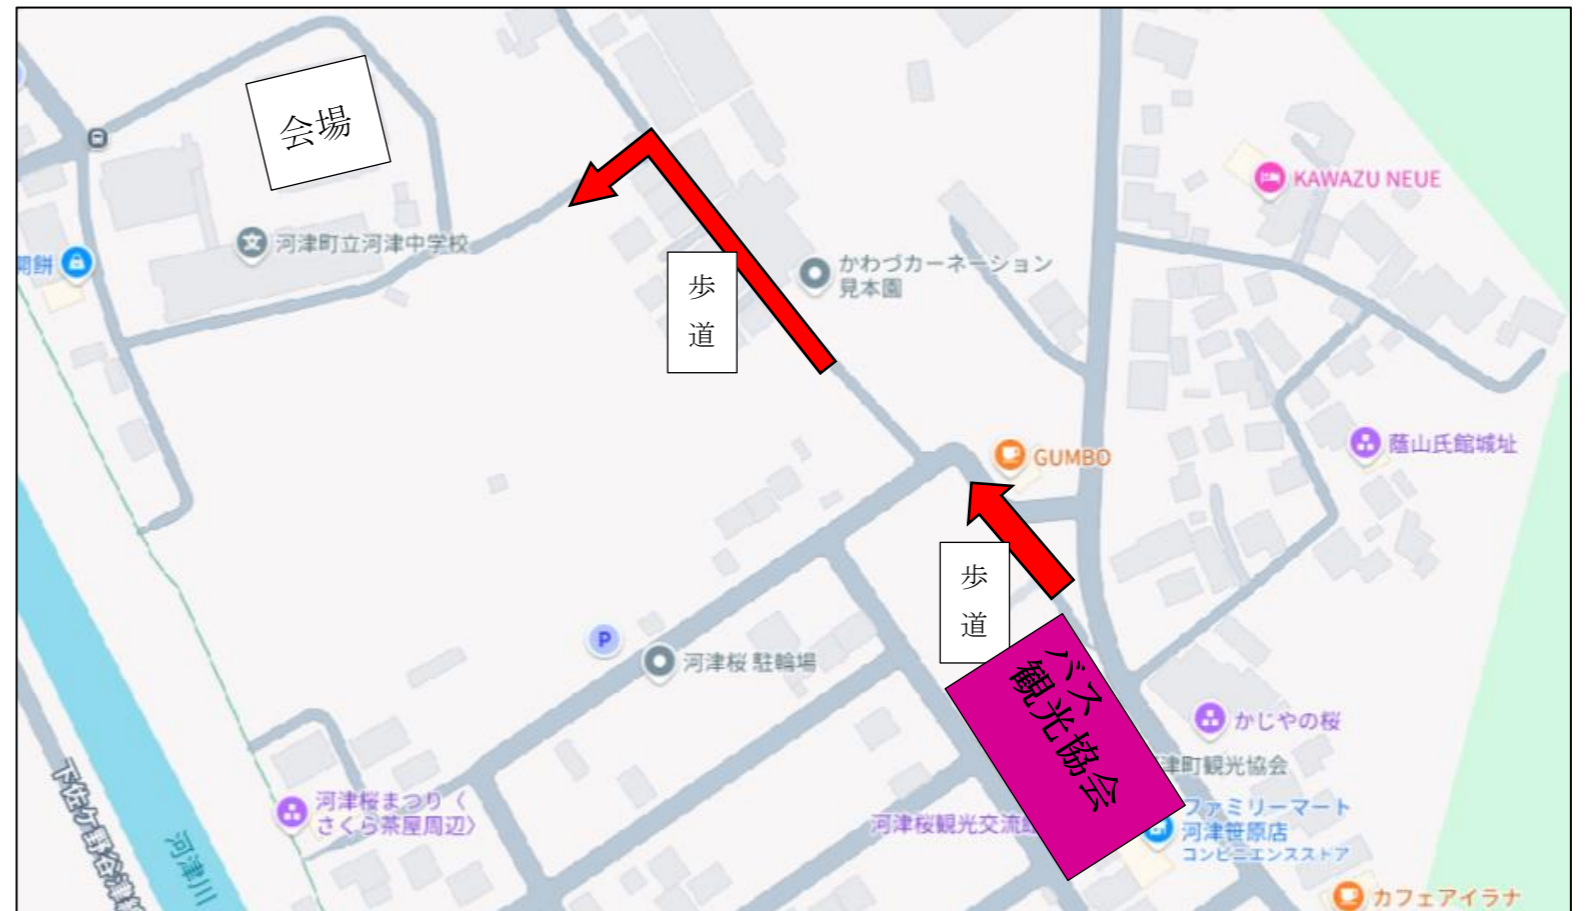 会場
KAWAZU NEUE
河津町立河津中学校
開餅
かわづカーネーション
見本園
歩
道
GUMBO
蔭山氏館城址
歩
道
P
河津桜 駐輪場
バス
観光協会
かじやの桜
津町観光協会
河津桜まつり〈
さくら茶屋周辺〉
河津桜観光交流
ファミリーマート
河津笹原店
コンビニエンスストア
河津川
カフェアイラナ